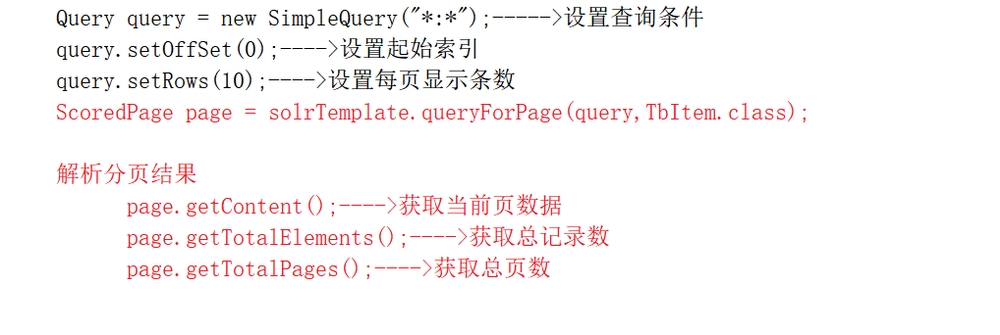 Query query = new SimpleQuery("*:*");----->设置查询条件
query.setOffSet(0);---->设置起始索引
query.setRows(10);---->设置每页显示条数
ScoredPage page = solrTemplate.queryForPage(query,TbItem.class);
解析分页结果
page.getContent();---->获取当前页数据
page.getTotalElements();---->获取总记录数
page.getTotalPages();---->获取总页数